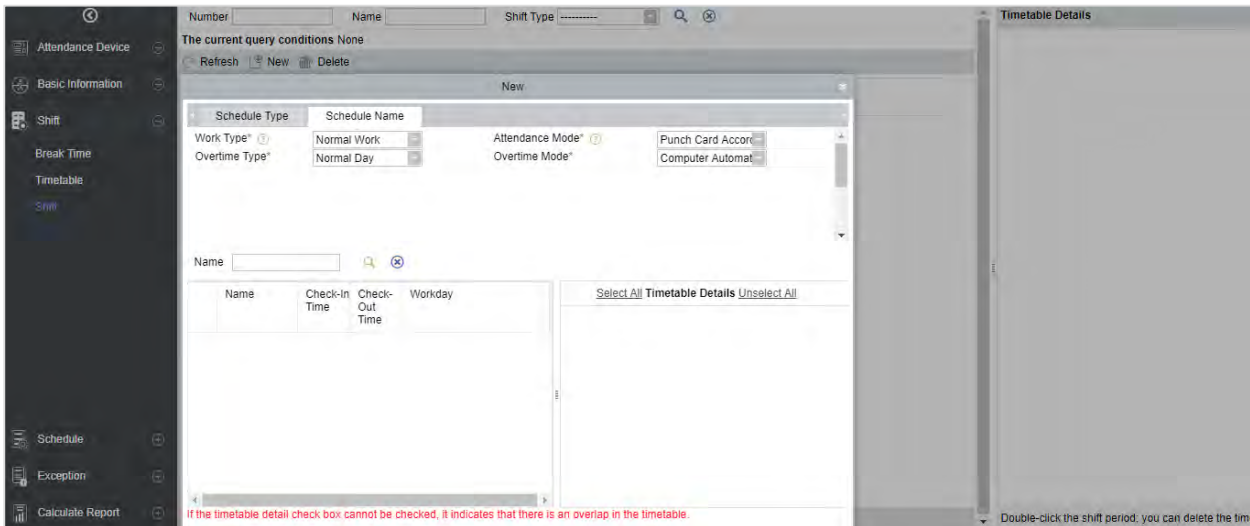 Number Name Shift Type ----------
The current query conditions None
Refresh New Delete
Attendance Device
Basic Information
Shift
Break Time
Timetable
Shift
Schedule
Exception
Calculate Report
New
Schedule Type Schedule Name
Work Type* Normal Work Attendance Mode* Punch Card Accord
Overtime Type* Normal Day Overtime Mode* Computer Automat
Name
Name Check-In Time Check-Out Time Workday
Select All Timetable Details Unselect All
If the timetable detail check box cannot be checked, it indicates that there is an overlap in the timetable.
Timetable Details
Double-click the shift period; you can delete the tim